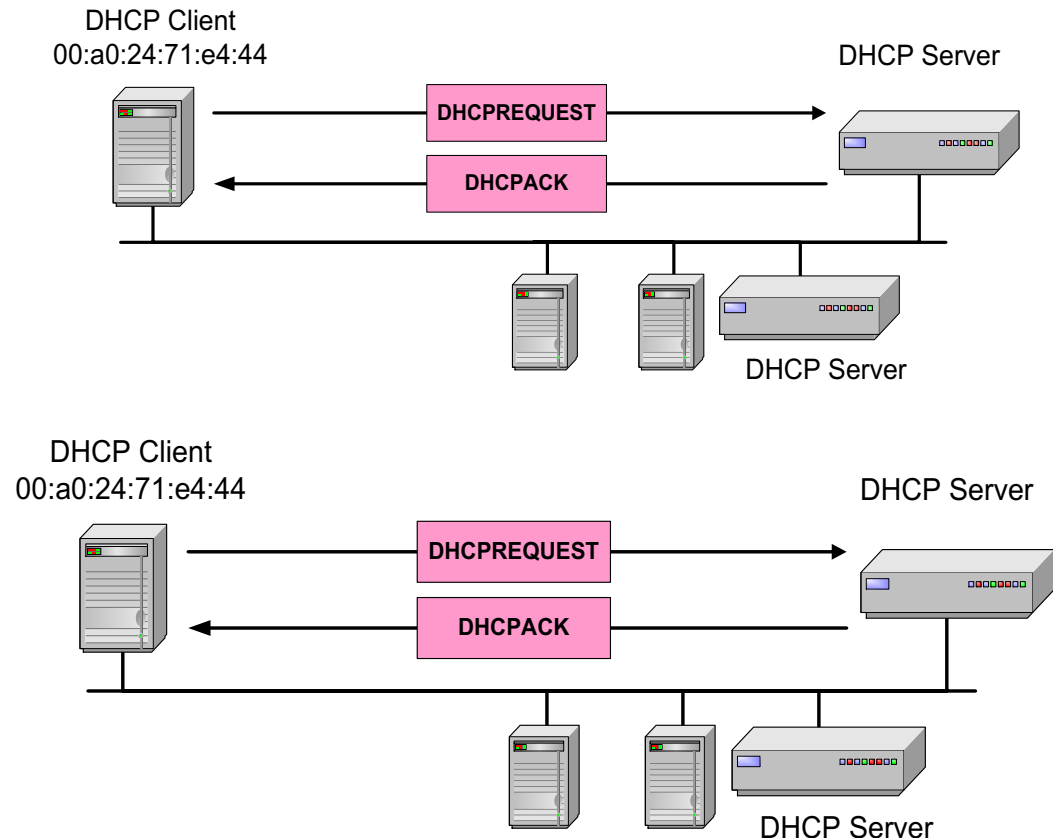 DHCP Client
00:a0:24:71:e4:44
DHCP Server
DHCPREQUEST
DHCPACK
DHCP Server
DHCP Client
00:a0:24:71:e4:44
DHCP Server
DHCPREQUEST
DHCPACK
DHCP Server